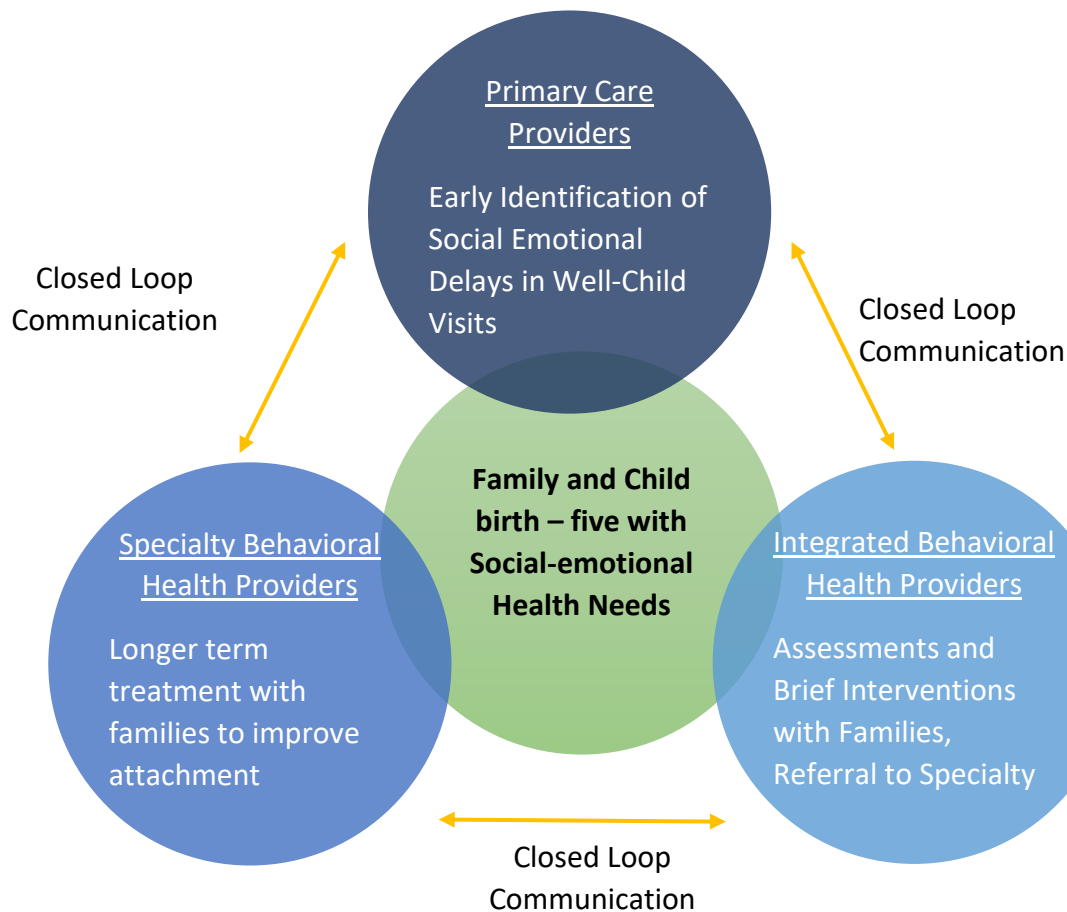 Primary Care
Providers
Early Identification of
Social Emotional
Delays in Well-Child
Visits
Closed Loop
Communication
Closed Loop
Communication
Family and Child
birth – five with
Social-emotional
Health Needs
Specialty Behavioral
Health Providers
Longer term
treatment with
families to improve
attachment
Integrated Behavioral
Health Providers
Assessments and
Brief Interventions
with Families,
Referral to Specialty
Closed Loop
Communication